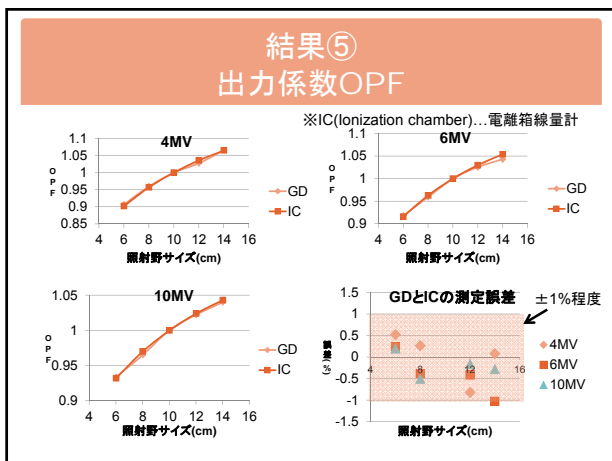 結果⑤
出力係数OPF
※IC(Ionization chamber)…電離箱線量計
4MV
1.1
1.05
1
0.95
0.9
0.85
OPF
4 6 8 10 12 14 16
照射野サイズ(cm)
GD
IC
6MV
1.1
1.05
1
0.95
0.9
OPF
4 6 8 10 12 14 16
照射野サイズ(cm)
GD
IC
10MV
1.05
1
0.95
0.9
OPF
4 6 8 10 12 14 16
照射野サイズ(cm)
GD
IC
GDとICの測定誤差
±1%程度
1.5
1
0.5
0
-0.5
-1
-1.5
誤差(%)
4 8 12 16
照射野サイズ(cm)
4MV
6MV
10MV